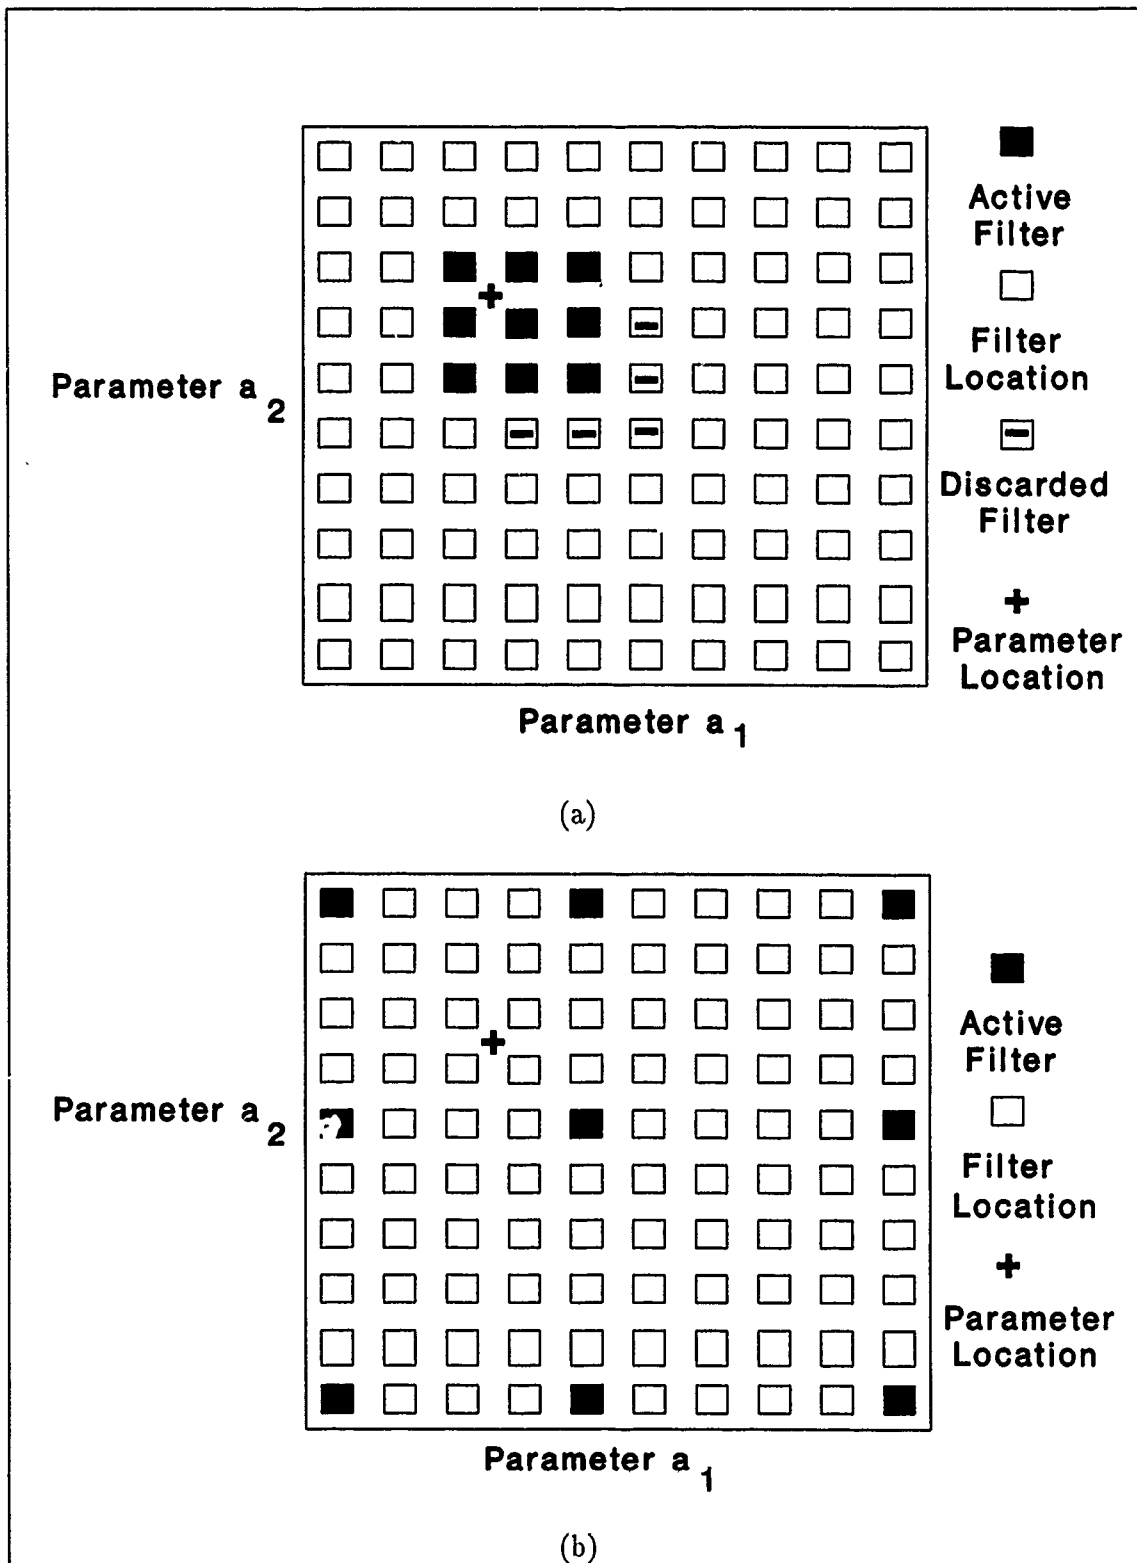 Active
Filter
Filter
Location
Parameter a 2
Discarded
Filter
Parameter
Location
Parameter a 1
(a)
Active
Filter
Parameter a 2
Filter
Location
Parameter
Location
Parameter a 1
(b)